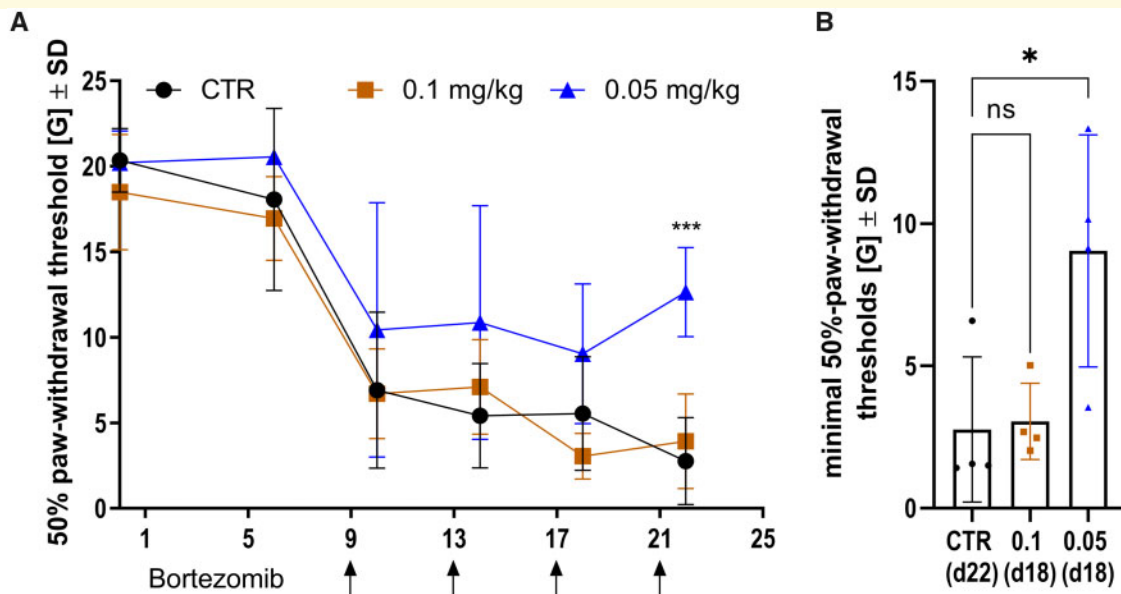 A
50% paw-withdrawal threshold [G] ± SD
CTR 0.1 mg/kg 0.05 mg/kg
25
20
15
10
5
0
1 5 9 13 17 21 25
Bortezomib
***
B
minimal 50%-paw-withdrawal
thresholds [G] ± SD
15
10
5
0
*
ns
CTR 0.1 0.05
(d22) (d18) (d18)